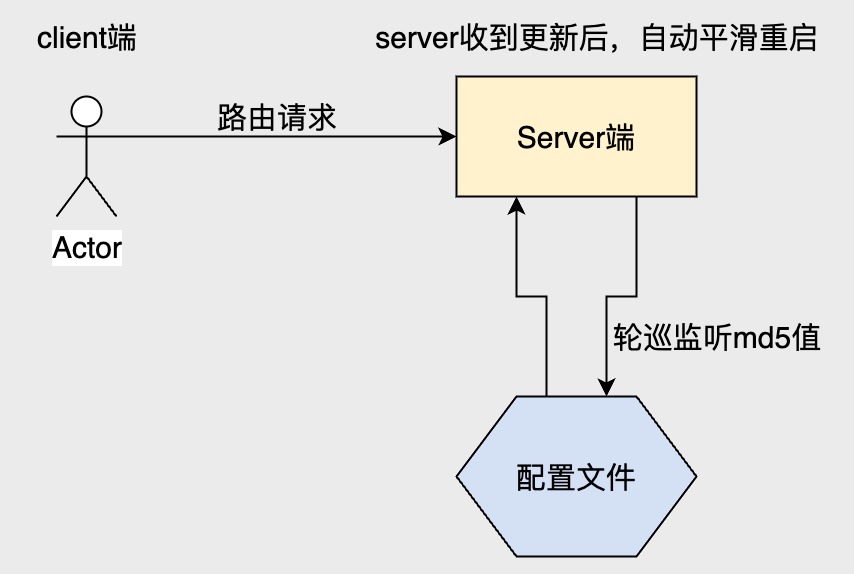 client端
server收到更新后，自动平滑重启
路由请求
Server端
Actor
轮巡监听md5值
配置文件